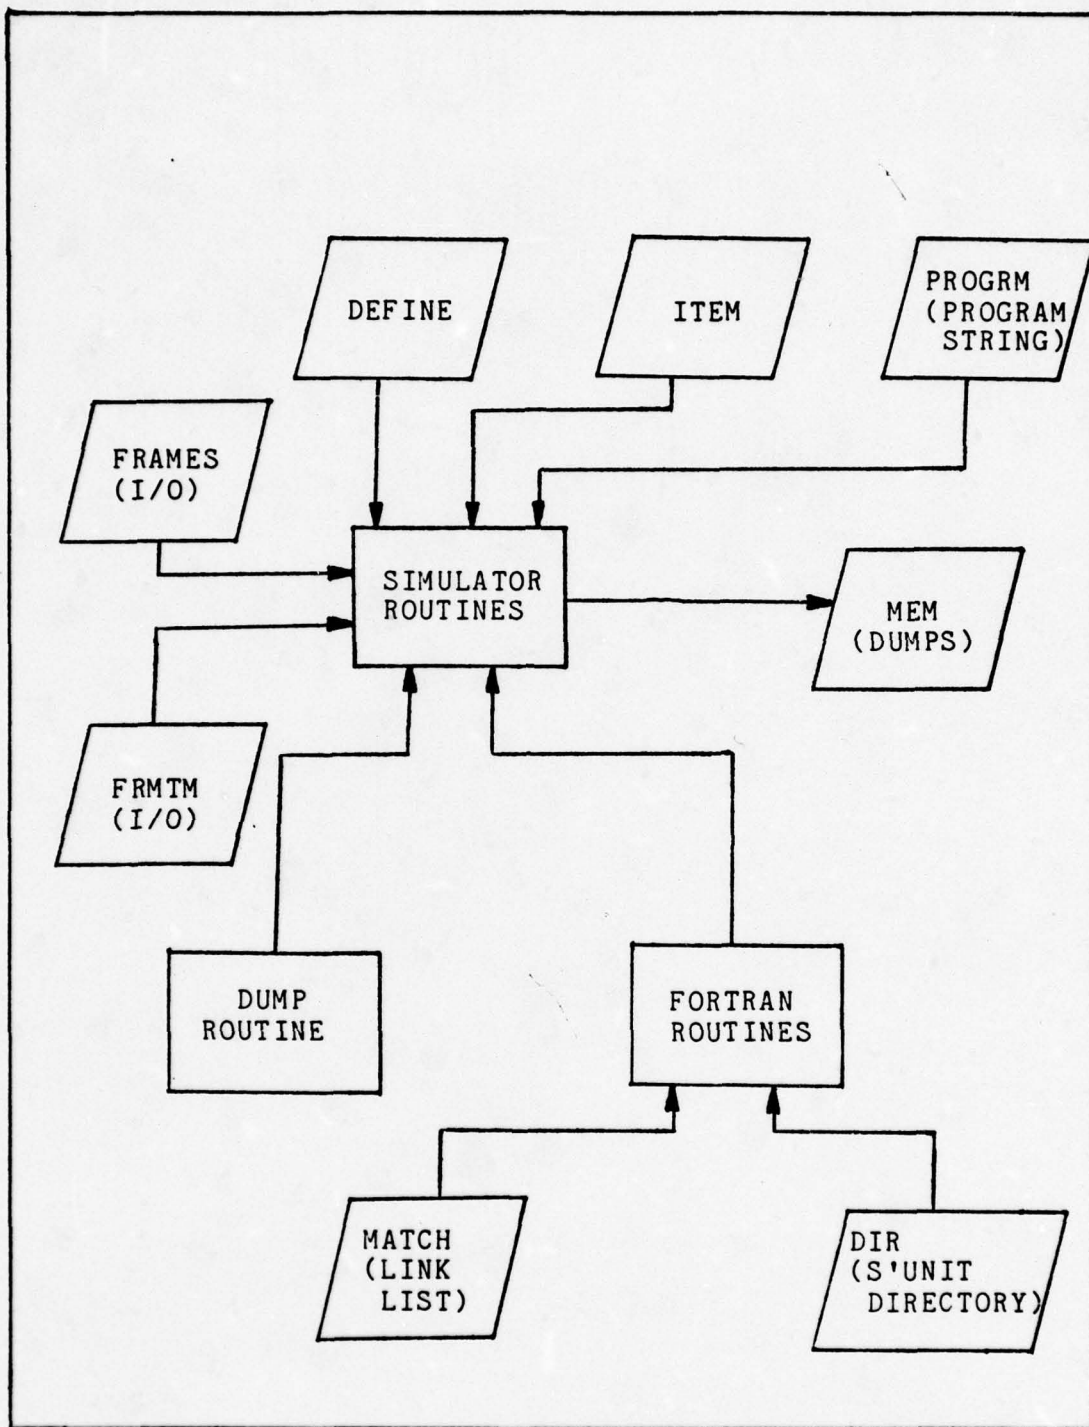 DEFINE
ITEM
PROGRM
(PROGRAM
STRING)
FRAMES
(I/O)
SIMULATOR
ROUTINES
MEM
(DUMPS)
FRMTM
(I/O)
DUMP
ROUTINE
FORTRAN
ROUTINES
MATCH
(LINK
LIST)
DIR
(S'UNIT
DIRECTORY)